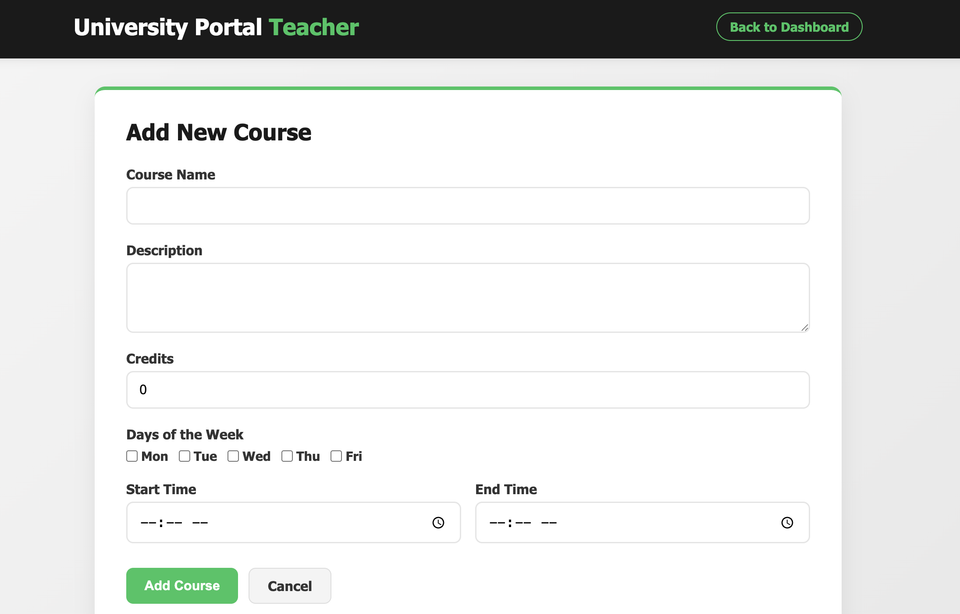 University Portal Teacher
Back to Dashboard
Add New Course
Course Name
Description
Credits
0
Days of the Week
Mon Tue Wed Thu Fri
Start Time End Time
--:-- -- --:-- --
Add Course Cancel